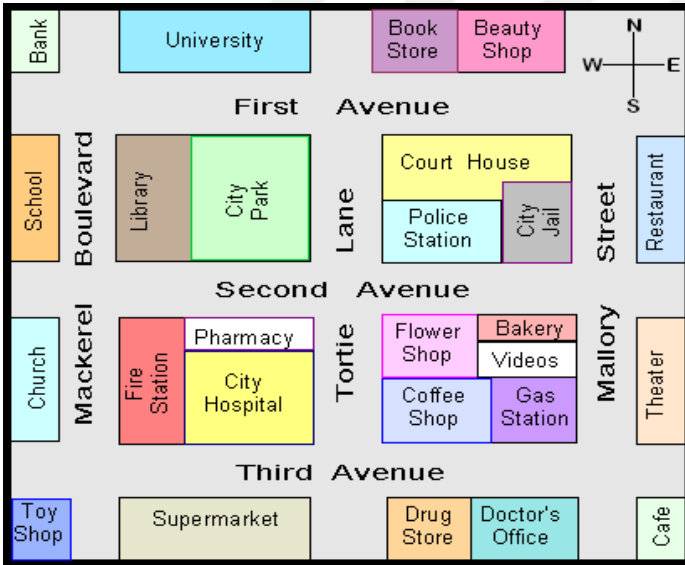 Bank
University
Book
Store
Beauty
Shop
N
W
E
S
First Avenue
School
Boulevard
Library
City
Park
Lane
Court House
Police
Station
City
Jail
Street
Restaurant
Second Avenue
Church
Mackerel
Fire
Station
Pharmacy
City
Hospital
Tortie
Flower
Shop
Bakery
Videos
Coffee
Shop
Gas
Station
Mallory
Theater
Third Avenue
Toy
Shop
Supermarket
Drug
Store
Doctor's
Office
Cafe